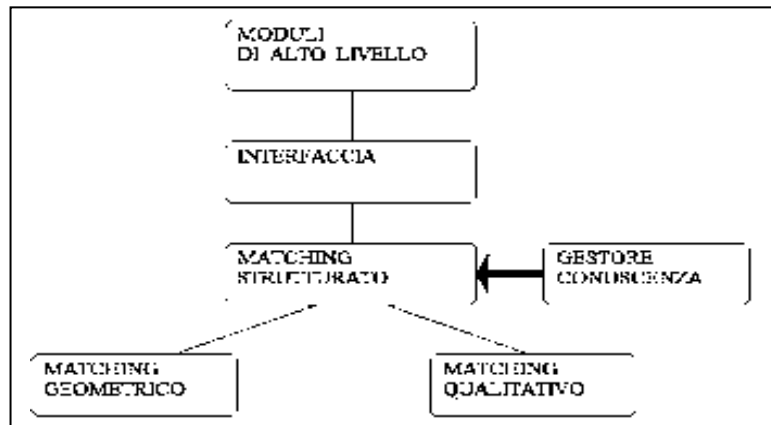 MODULI
DI ALTO LIVELLO
INTERFACCIA
MATCHING
STRUTTURATO
GESTORE
CONOSCENZA
MATCHING
GEOMETRICO
MATCHING
QUALITATIVO